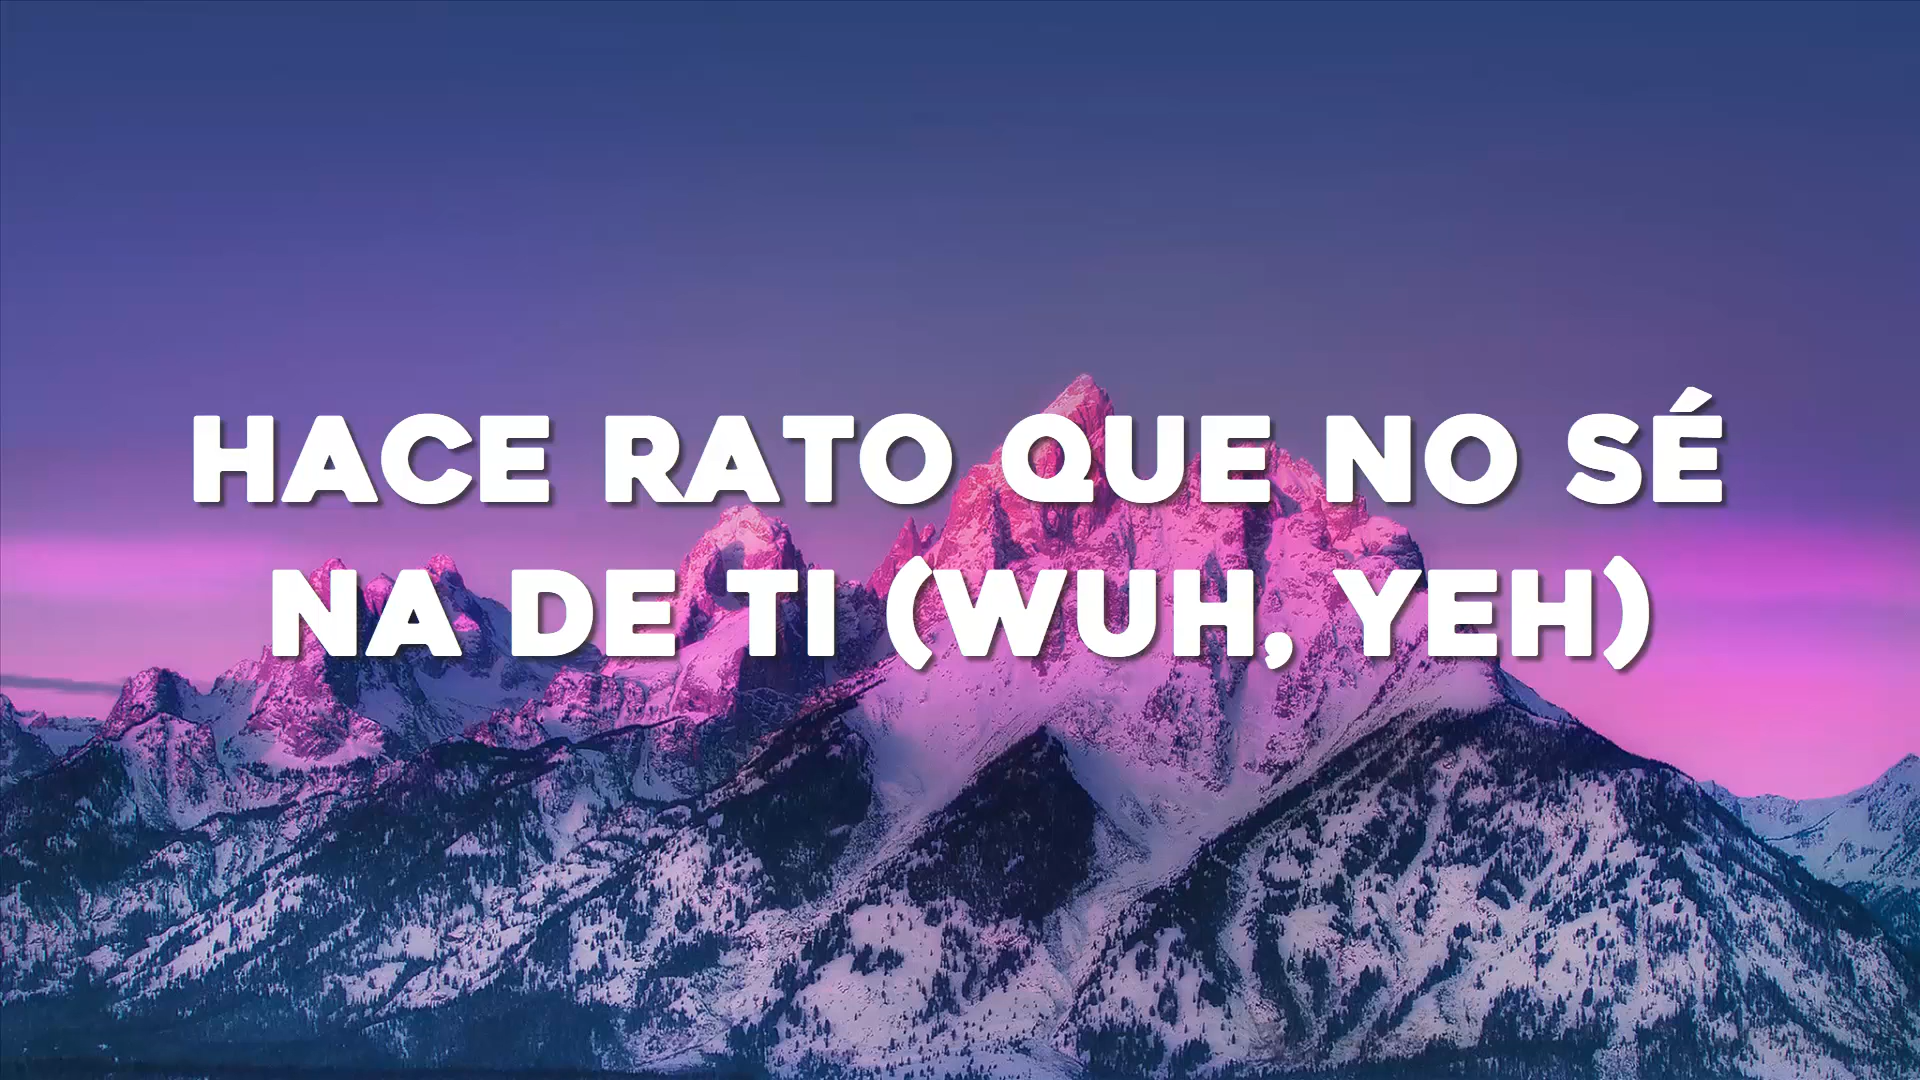 HACE RATO QUE NO SÉ
NA DE TI (WUH, YEH)